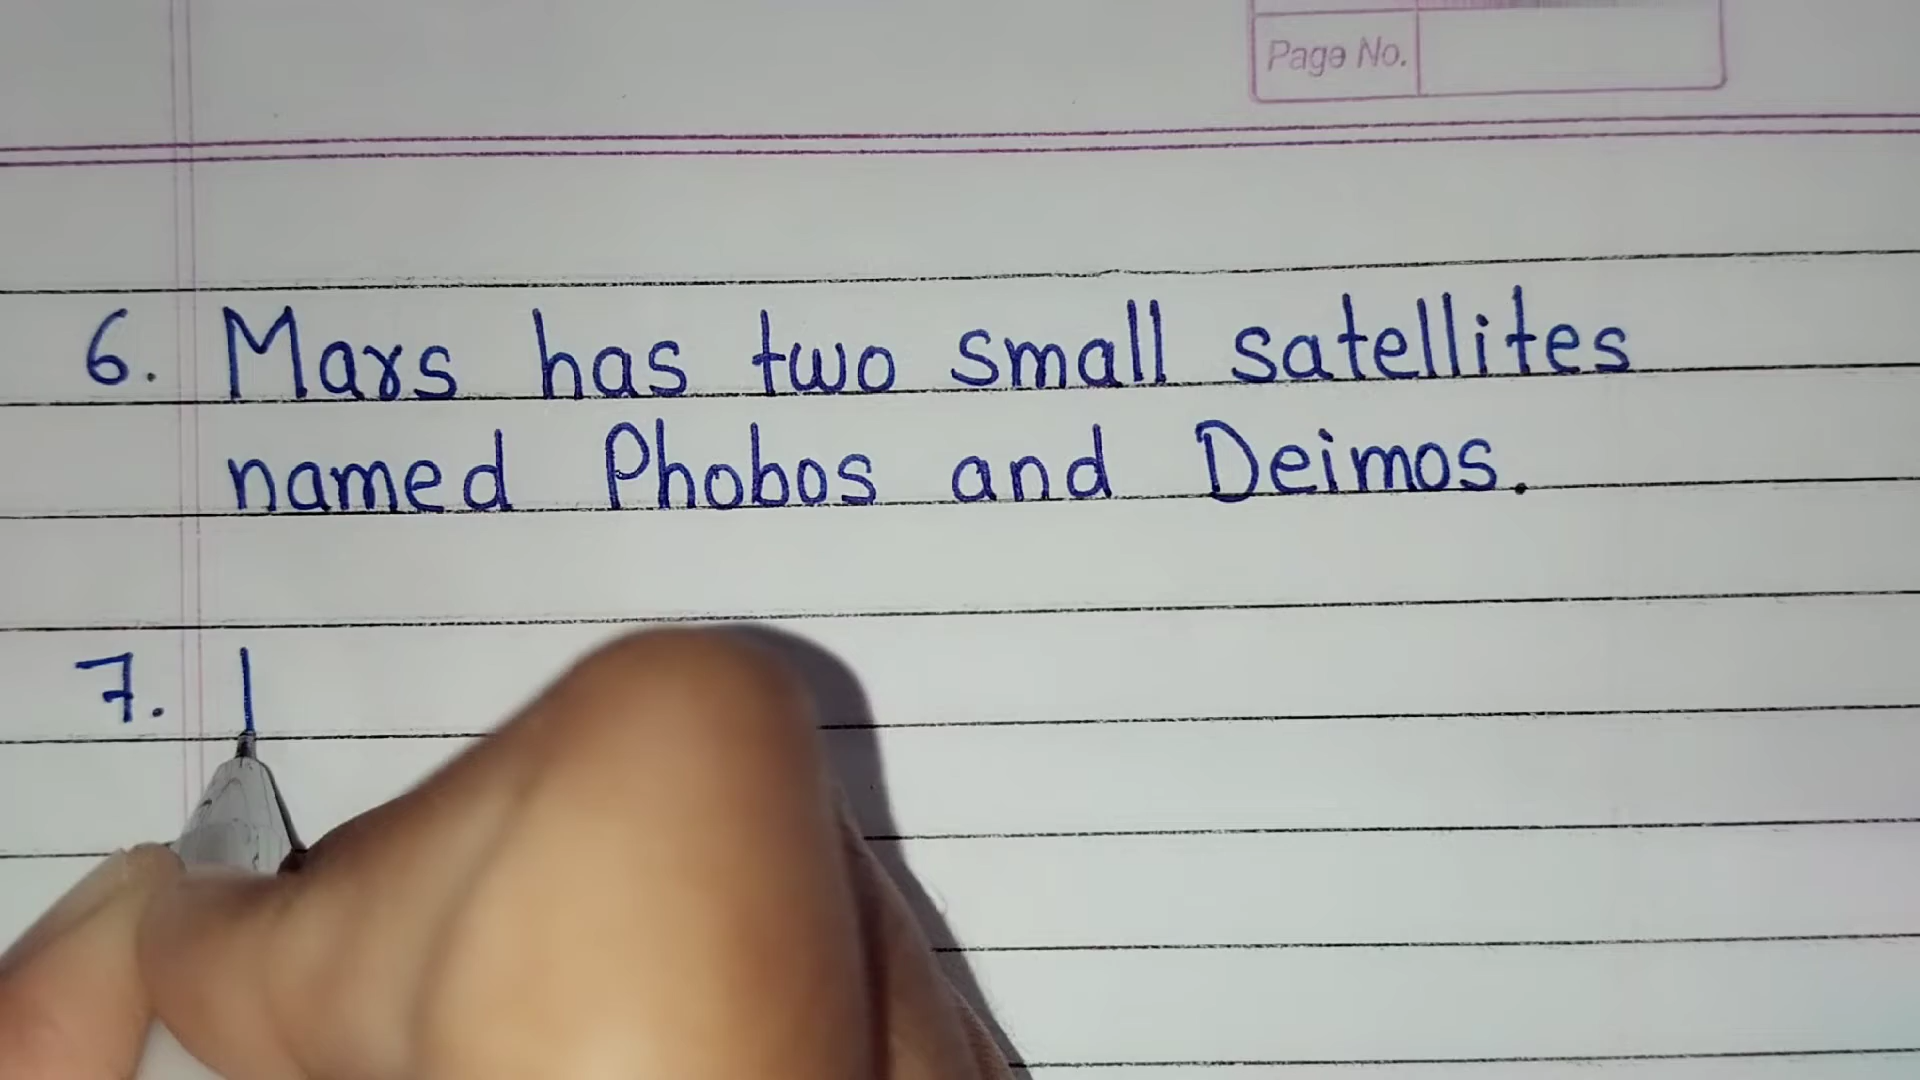 Page No.
6. Mars has two small satellites
named Phobos and Deimos.
7.